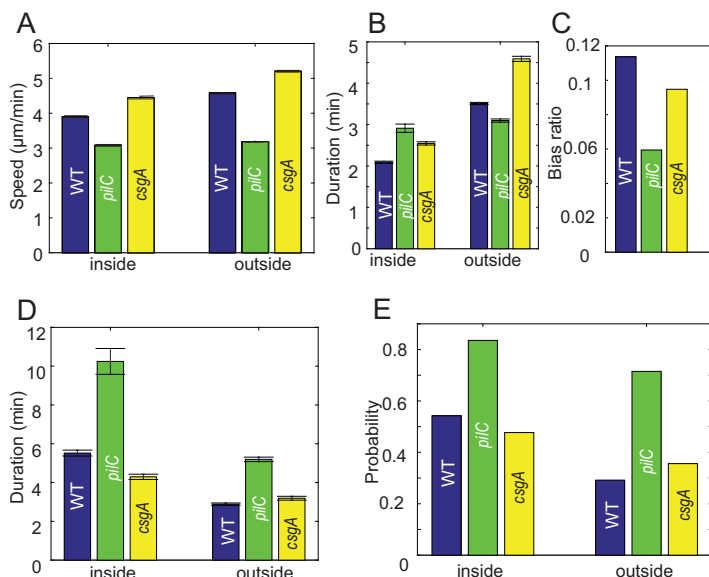 A
Speed (μm/min)
6
5
4
3
2
1
0
WT
pilC
csgA
WT
pilC
csgA
inside
outside
B
Duration (min)
5
4
3
2
1
0
WT
pilC
csgA
WT
pilC
csgA
inside
outside
C
Bias ratio
0.12
0.06
0.02
0
WT
pilC
csgA
D
Duration (min)
12
10
8
6
4
2
0
WT
pilC
csgA
WT
pilC
csgA
inside
outside
E
Probability
0.8
0.6
0.4
0.2
0
WT
pilC
csgA
WT
pilC
csgA
inside
outside